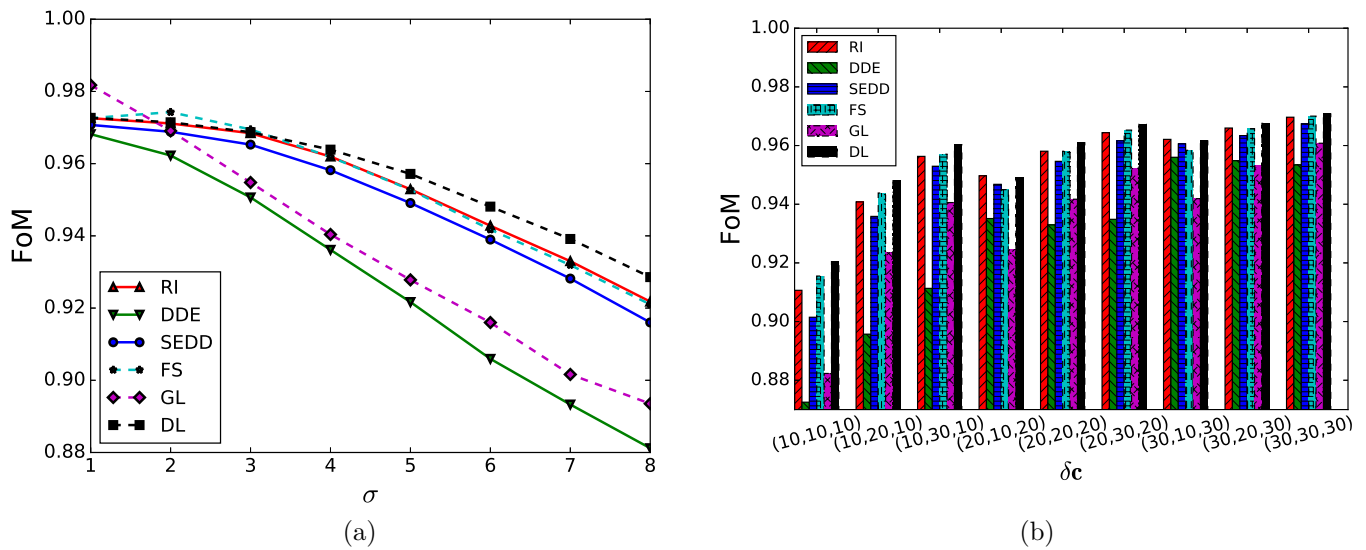 1.00
0.98
0.96
0.94
0.92
0.90
0.88
FoM
RI
DDE
SEDD
FS
GL
DL
1 2 3 4 5 6 7 8
σ
(a)
1.00
0.98
0.96
0.94
0.92
0.90
0.88
FoM
RI
DDE
SEDD
FS
GL
DL
(10,10,10) (10,20,10) (10,30,10) (20,10,20) (20,20,20) (20,30,20) (30,10,30) (30,20,30) (30,30,30)
δc
(b)